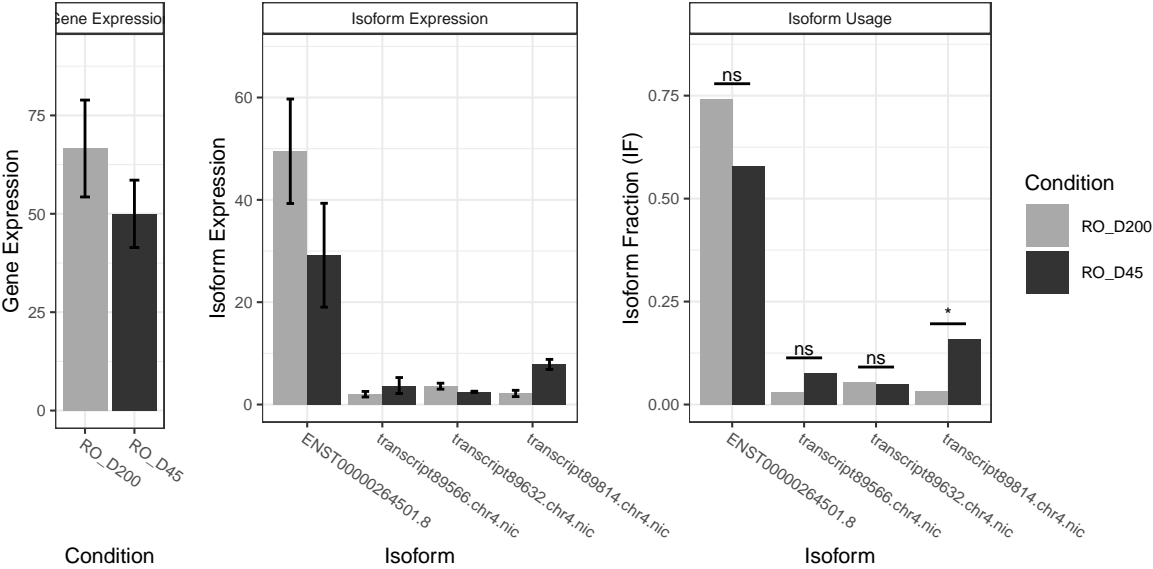 Gene Expression
Gene Expression
75
50
25
0
RO_D200
RO_D45
Condition
Isoform Expression
Isoform Expression
60
40
20
0
ENST00000264501.8
transcript89566.chr4.nic
transcript89632.chr4.nic
transcript89814.chr4.nic
Isoform
Isoform Usage
Isoform Fraction (IF)
0.75
0.50
0.25
0.00
ns
ns
ns
*
ENST00000264501.8
transcript89566.chr4.nic
transcript89632.chr4.nic
transcript89814.chr4.nic
Isoform
Condition
RO_D200
RO_D45